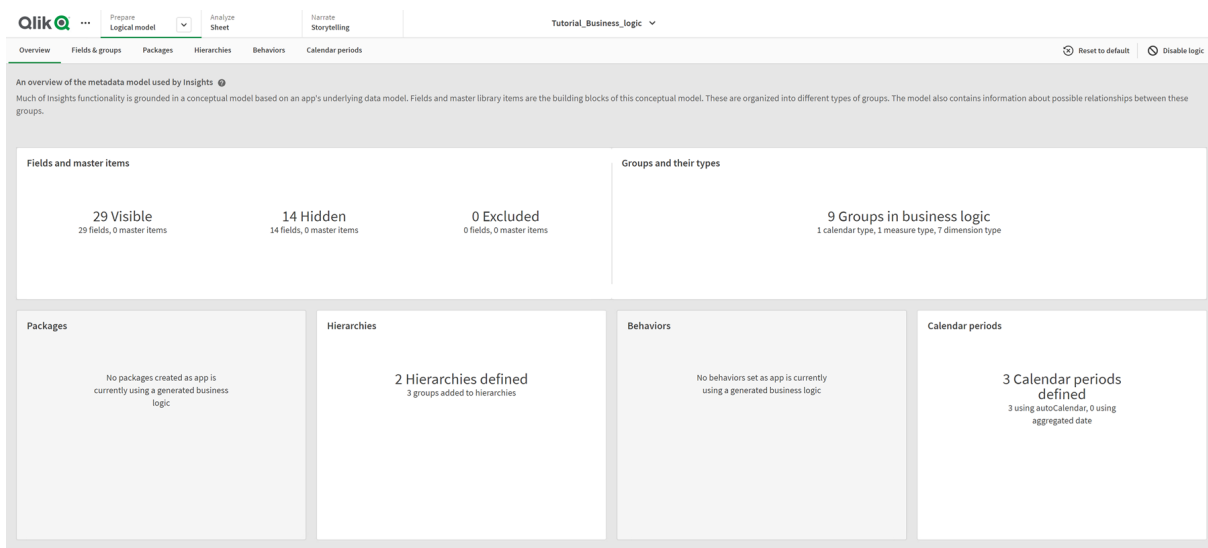 Qlik
Prepare
Logical model
Analyze
Sheet
Narrate
Storytelling
Tutorial_Business_logic
Overview
Fields & groups
Packages
Hierarchies
Behaviors
Calendar periods
Reset to default
Disable logic
An overview of the metadata model used by Insights
Much of Insights functionality is grounded in a conceptual model based on an app's underlying data model. Fields and master library items are the building blocks of this conceptual model. These are organized into different types of groups. The model also contains information about possible relationships between these
groups.
Fields and master items
29 Visible
29 fields, 0 master items
14 Hidden
14 fields, 0 master items
0 Excluded
0 fields, 0 master items
Groups and their types
9 Groups in business logic
1 calendar type, 1 measure type, 7 dimension type
Packages
No packages created as app is
currently using a generated business
logic
Hierarchies
2 Hierarchies defined
3 groups added to hierarchies
Behaviors
No behaviors set as app is currently
using a generated business logic
Calendar periods
3 Calendar periods
defined
3 using autoCalendar, 0 using
aggregated date